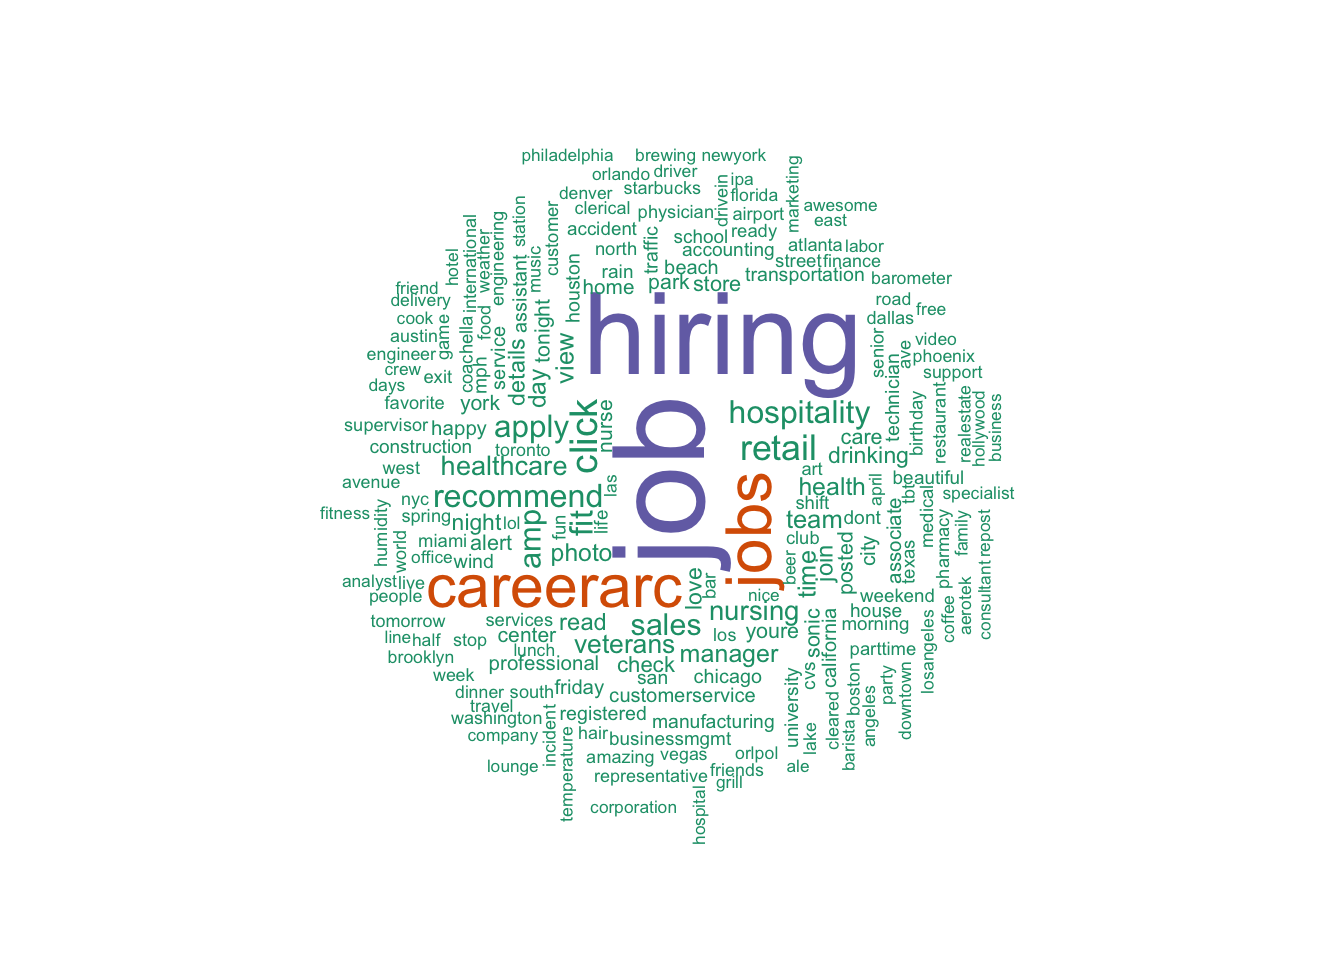 philadelphia brewing newyork
orlando driver ipa
denver starbucks florida
clerical physician drivein airport marketing awesome
east
accident north traffic school ready
accounting atlanta labor
street finance
rain beach transportation barometer
home park store
hotel international weather engineering station customer music
friend
delivery
cook game coachella food mph service assistant details tonight day houston view
austin
engineer
crew exit
days
favorite york
hiring
road free
dallas
senior ave video
phoenix
support
technician birthday restaurant realestate hollywood business
supervisor happy apply click nurse
job
hospitality
construction toronto
retail care
drinking
west healthcare
art
avenue
recommend las
jobs
health april beautiful
tbt specialist
nyc
shift
fitness spring night lol amp fit fun life
team dont associate medical
humidity world miami alert
club
office wind photo
beer time join posted city texas pharmacy family repost
analyst live
people
careerarc
love bar
nice
weekend
coffee aerotek consultant
nursing
house
morning
tomorrow services read sales
los youre sonic california losangeles
line half stop center veterans
lunch
manager
brooklyn professional check
parttime
week san chicago
university cvs
dinner south friday customerservice
lake cleared boston party
travel
barista angeles downtown
washington registered manufacturing
company incident hair businessmgmt
temperature amazing vegas orlpol
lounge representative friends ale
grill
corporation hospital